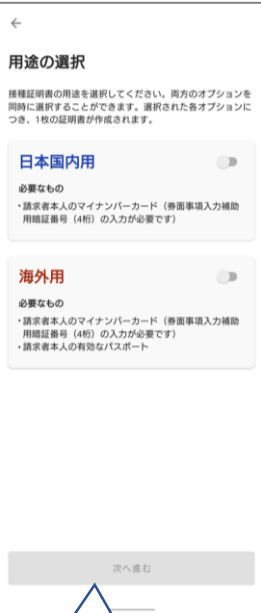 用途の選択
接種証明書の用途を選択してください。両方のオプションを
同時に選択することができます。選択された各オプションに
つき、1枚の証明書が作成されます。
日本国内用
必要なもの
・請求者本人のマイナンバーカード（券面事項入力補助
用暗証番号（4桁）の入力が必要です）
海外用
必要なもの
・請求者本人のマイナンバーカード（券面事項入力補助
用暗証番号（4桁）の入力が必要です）
・請求者本人の有効なパスポート
次へ進む